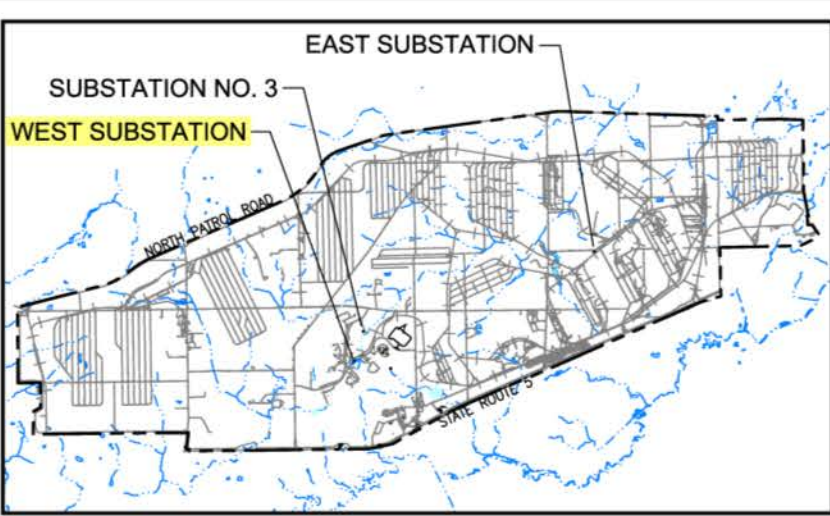 EAST SUBSTATION
SUBSTATION NO. 3
WEST SUBSTATION
NORTH PATROL ROAD
STATE ROUTE 5